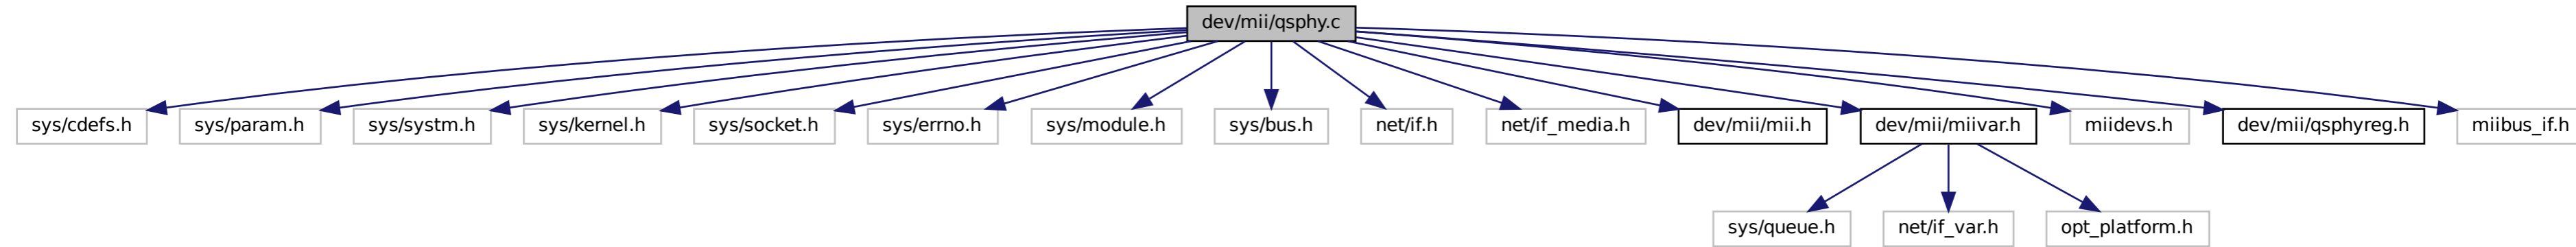 dev/mii/qsphy.c
sys/cdefs.h
sys/param.h
sys/systm.h
sys/kernel.h
sys/socket.h
sys/errno.h
sys/module.h
sys/bus.h
net/if.h
net/if_media.h
dev/mii/mii.h
dev/mii/miivar.h
miidevs.h
dev/mii/qsphyreg.h
miibus_if.h
sys/queue.h
net/if_var.h
opt_platform.h